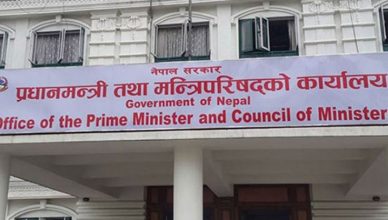 नेपाल सरकार
प्रधानमन्त्री तथा मन्त्रिपरिषद्को कार्यालय
Government of Nepal
Office of the Prime Minister and Council of Minister